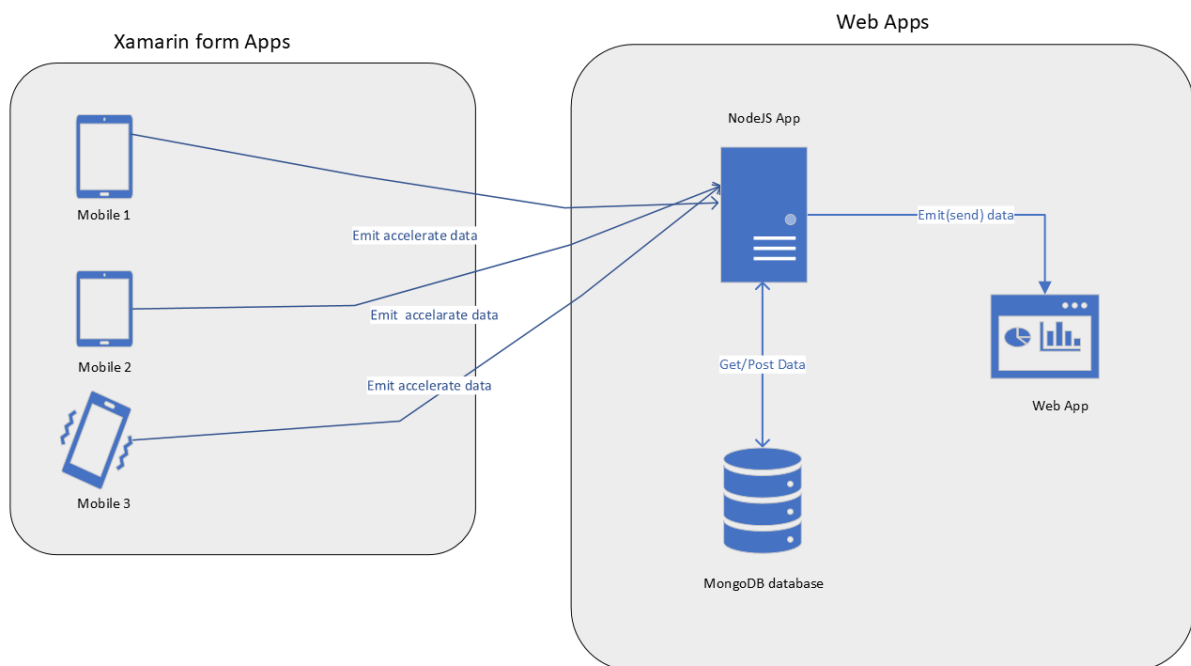 Web Apps
Xamarin form Apps
NodeJS App
Mobile 1
Emit(send) data
Emit accelerate data
Emit  accelarate data
Mobile 2
Get/Post Data
Emit accelerate data
Web App
Mobile 3
MongoDB database